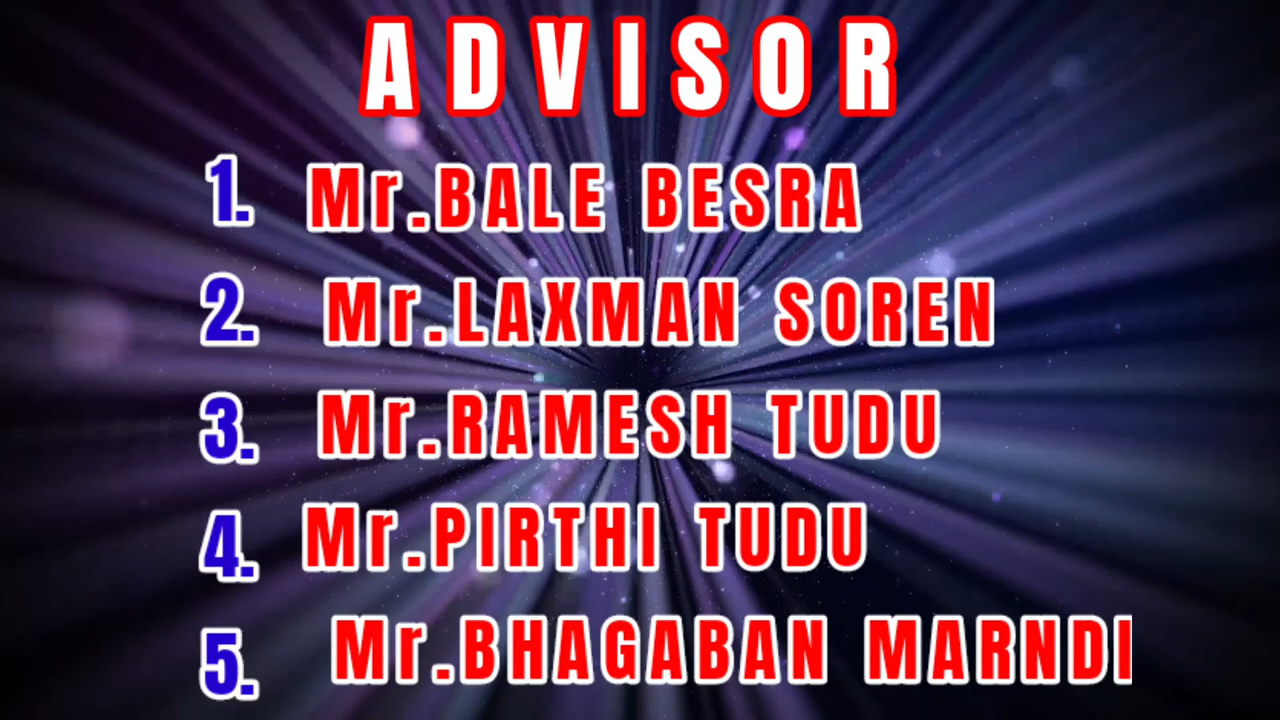 ADVISOR
1. Mr.BALE BESRA
2. Mr.LAXMAN SOREN
3. Mr.RAMESH TUDU
4. Mr.PIRTHI TUDU
5. Mr.BHAGABAN MARNDI